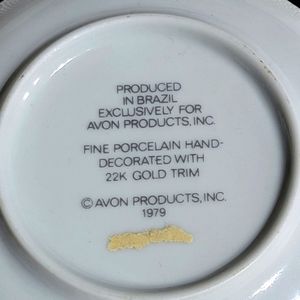 PRODUCED
IN BRAZIL
EXCLUSIVELY FOR
AVON PRODUCTS, INC.
FINE PORCELAIN HAND-
DECORATED WITH
22K GOLD TRIM
© AVON PRODUCTS, INC.
1979